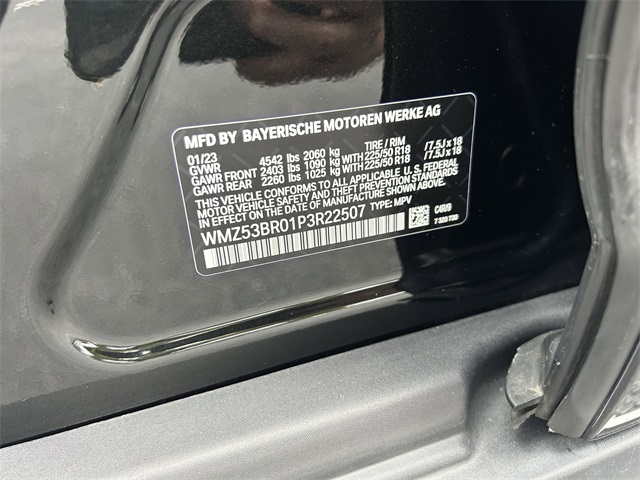 MFD BY BAYERISCHE MOTOREN WERKE AG
01/23 TIRE / RIM
GVWR 4542 lbs 2060 kg
GAWR FRONT 2403 lbs 1090 kg WITH 225/50 R18 /7.5J x 18
GAWR REAR 2260 lbs 1025 kg WITH 225/50 R18 /7.5J x 18
THIS VEHICLE CONFORMS TO ALL APPLICABLE U.S. FEDERAL
MOTOR VEHICLE SAFETY AND THEFT PREVENTION STANDARDS
IN EFFECT ON THE DATE OF MANUFACTURE SHOWN ABOVE.
WMZ53BR01P3R22507 TYPE: MPV